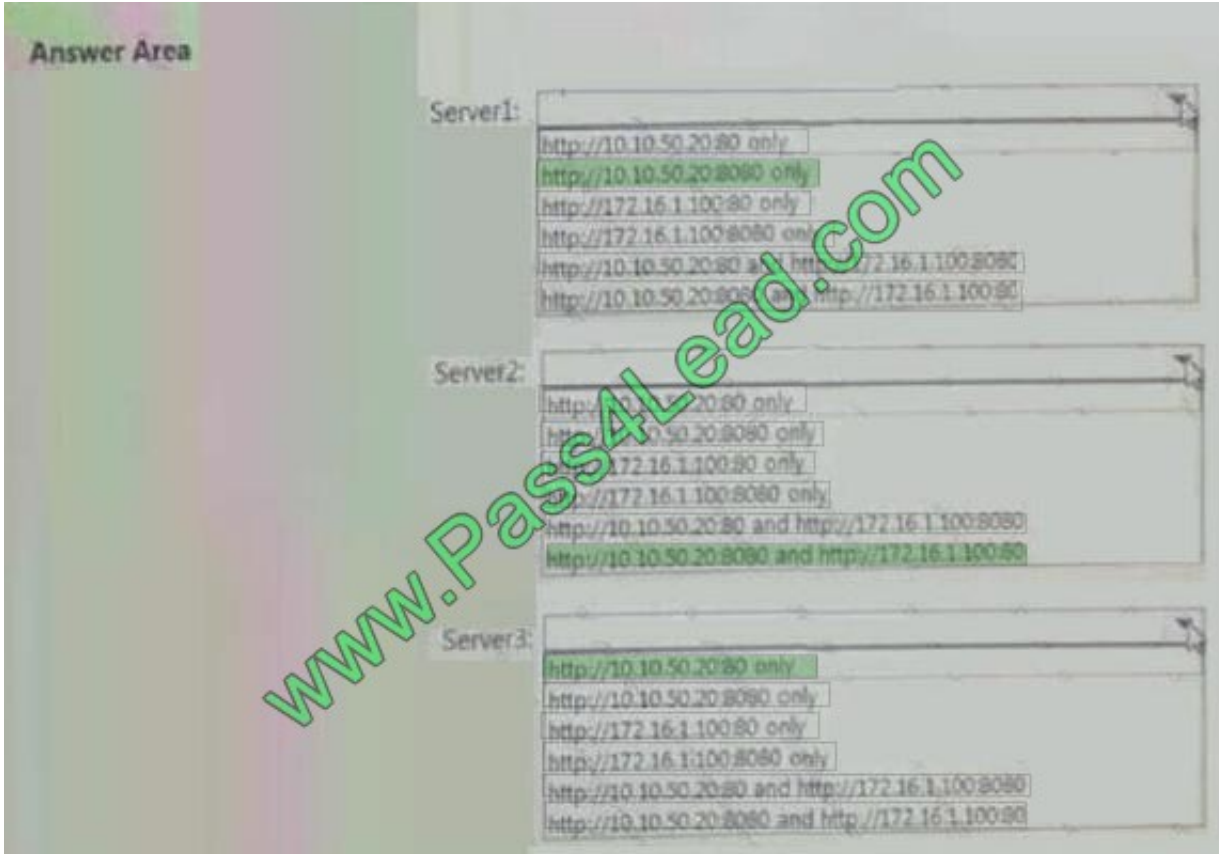 Answer Area
Server1:
http://10.10.50.20:80 only
http://10.10.50.20:8080 only
http://172.16.1.100:80 only
http://172.16.1.100:8080 only
http://10.10.50.20:80 and http://172.16.1.100:8080
http://10.10.50.20:8080 and http://172.16.1.100:80
Server2:
http://10.10.50.20:80 only
http://10.10.50.20:8080 only
http://172.16.1.100:80 only
http://172.16.1.100:8080 only
http://10.10.50.20:80 and http://172.16.1.100:8080
http://10.10.50.20:8080 and http://172.16.1.100:80
Server3:
http://10.10.50.20:80 only
http://10.10.50.20:8080 only
http://172.16.1.100:80 only
http://172.16.1.100:8080 only
http://10.10.50.20:80 and http://172.16.1.100:8080
http://10.10.50.20:8080 and http://172.16.1.100:80
www.Pass4Lead.com